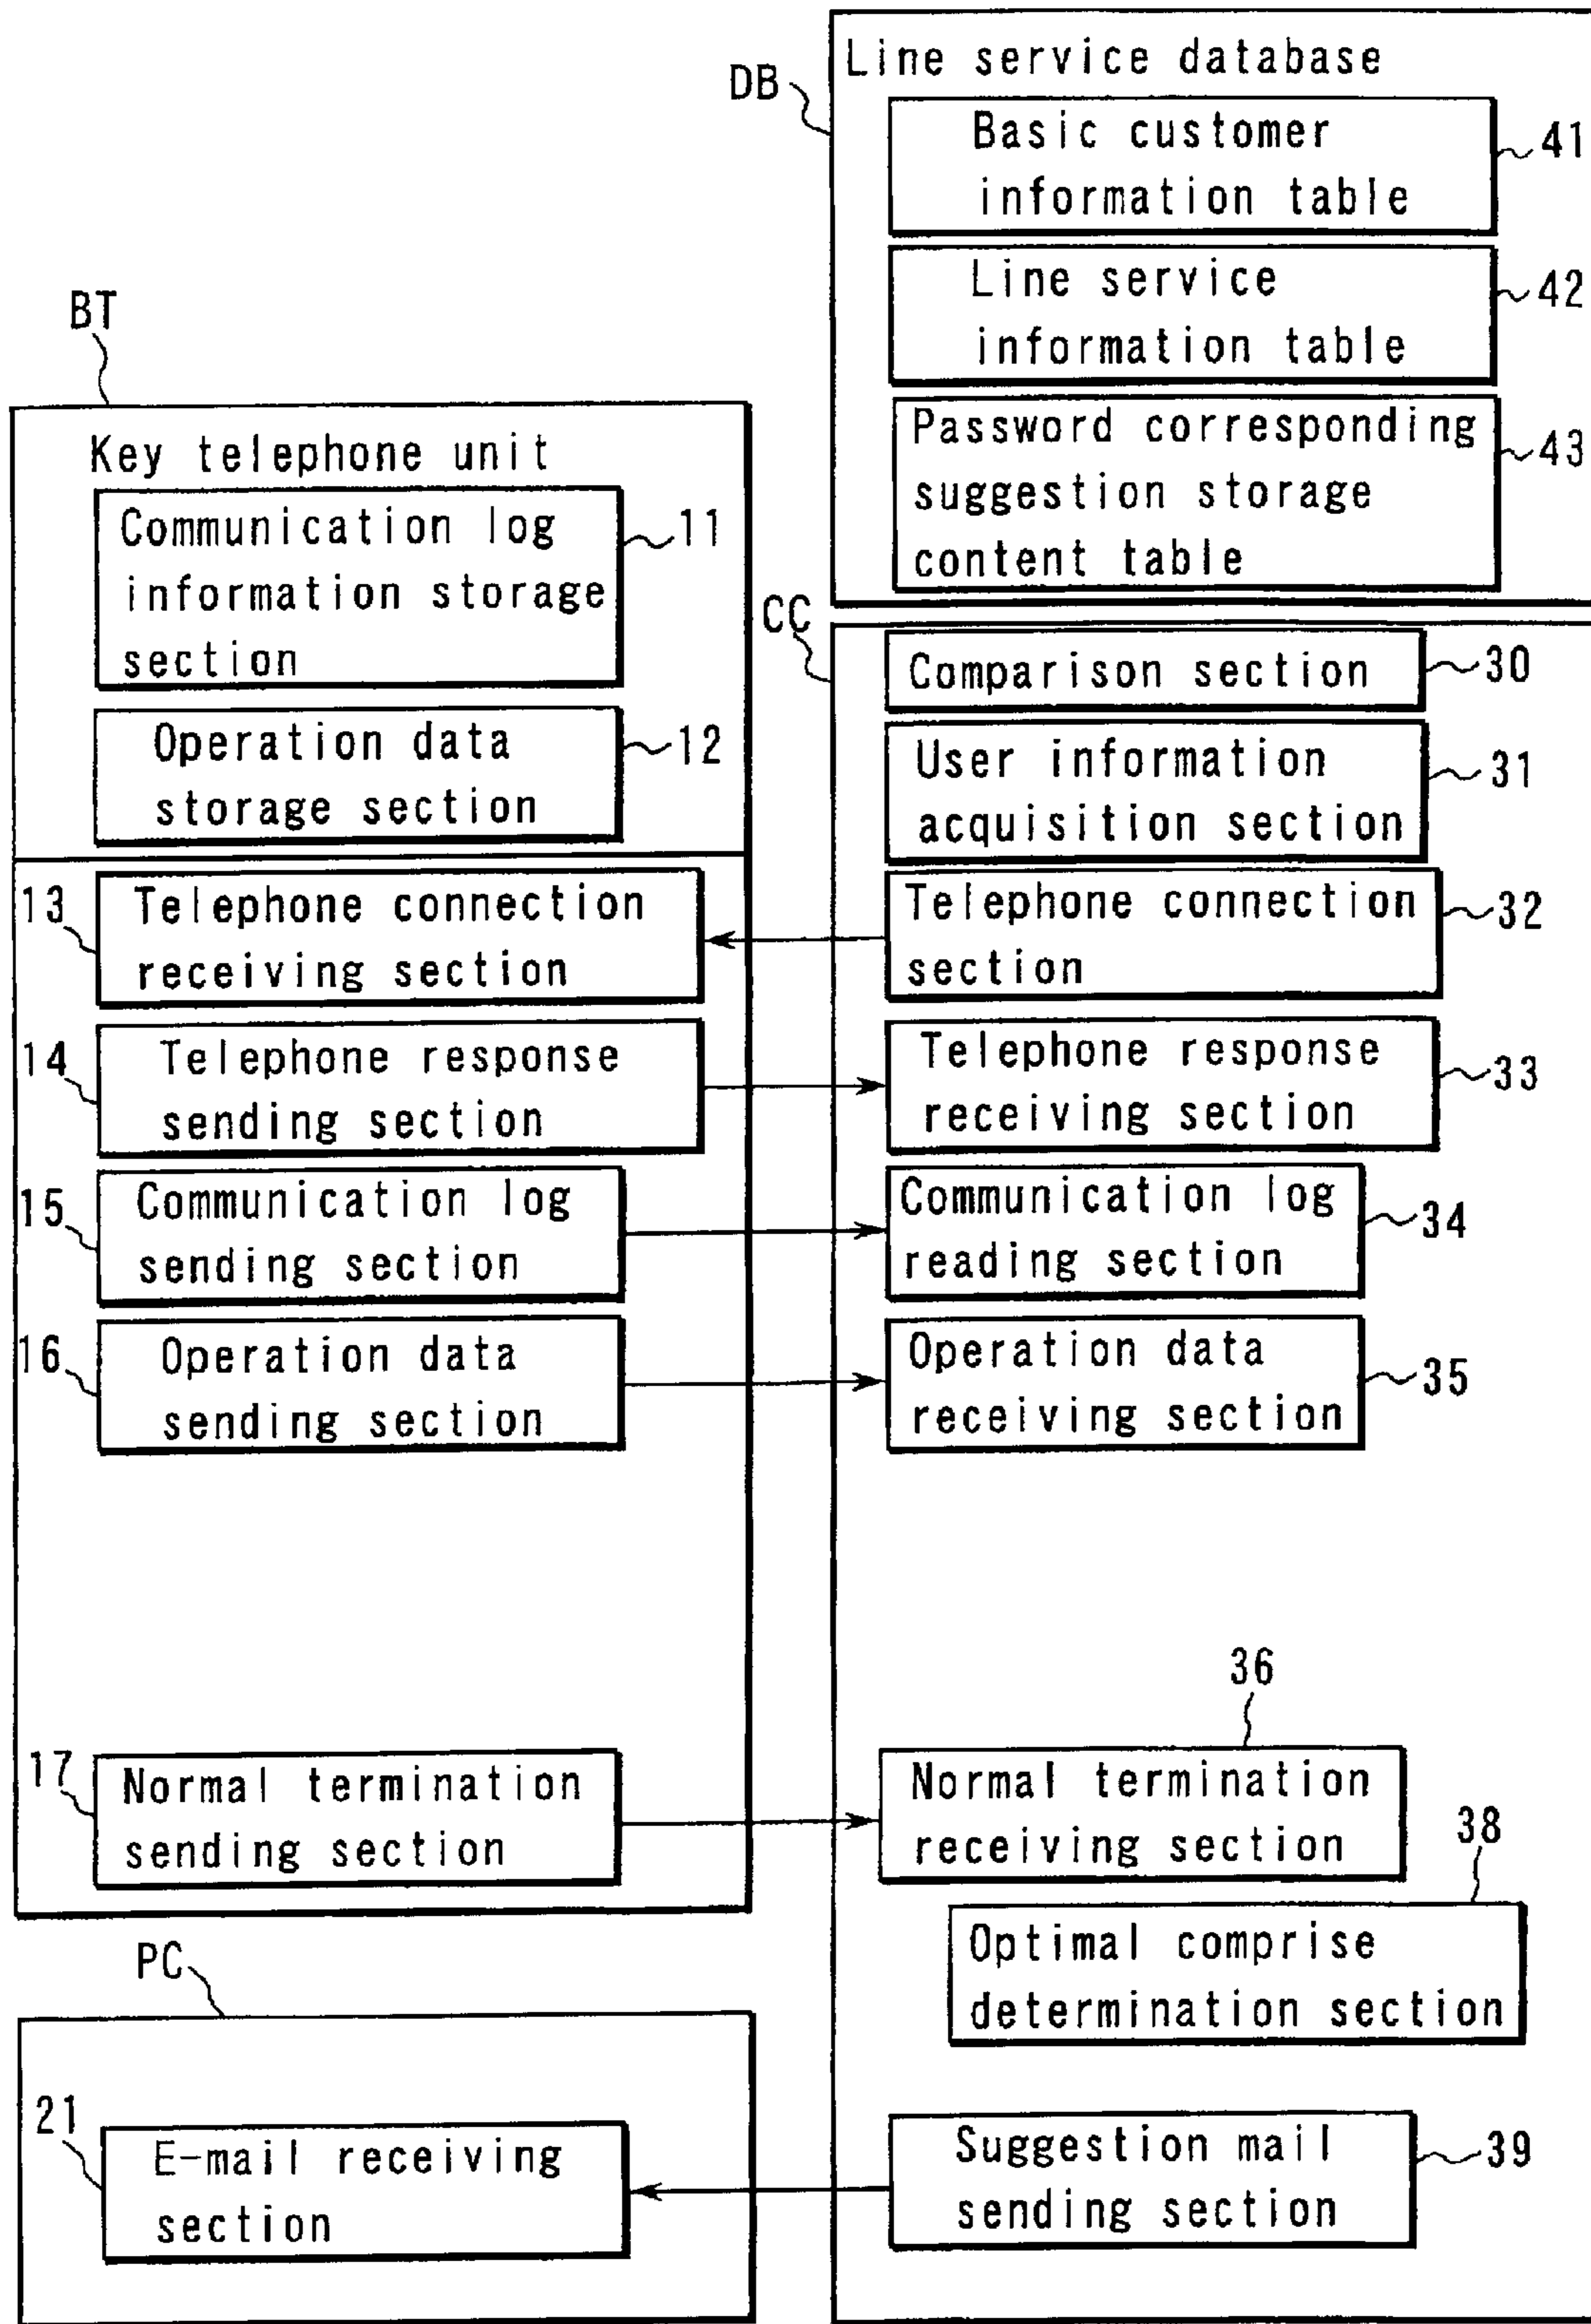 DB
Line service database
Basic customer
information table
41
Line service
information table
42
Password corresponding
suggestion storage
content table
43
BT
Key telephone unit
Communication log
information storage
section
11
Operation data
storage section
12
CC
Comparison section
30
User information
acquisition section
31
13
Telephone connection
receiving section
Telephone connection
section
32
14
Telephone response
sending section
Telephone response
receiving section
33
15
Communication log
sending section
Communication log
reading section
34
16
Operation data
sending section
Operation data
receiving section
35
17
Normal termination
sending section
36
Normal termination
receiving section
38
Optimal comprise
determination section
PC
21
E-mail receiving
section
Suggestion mail
sending section
39